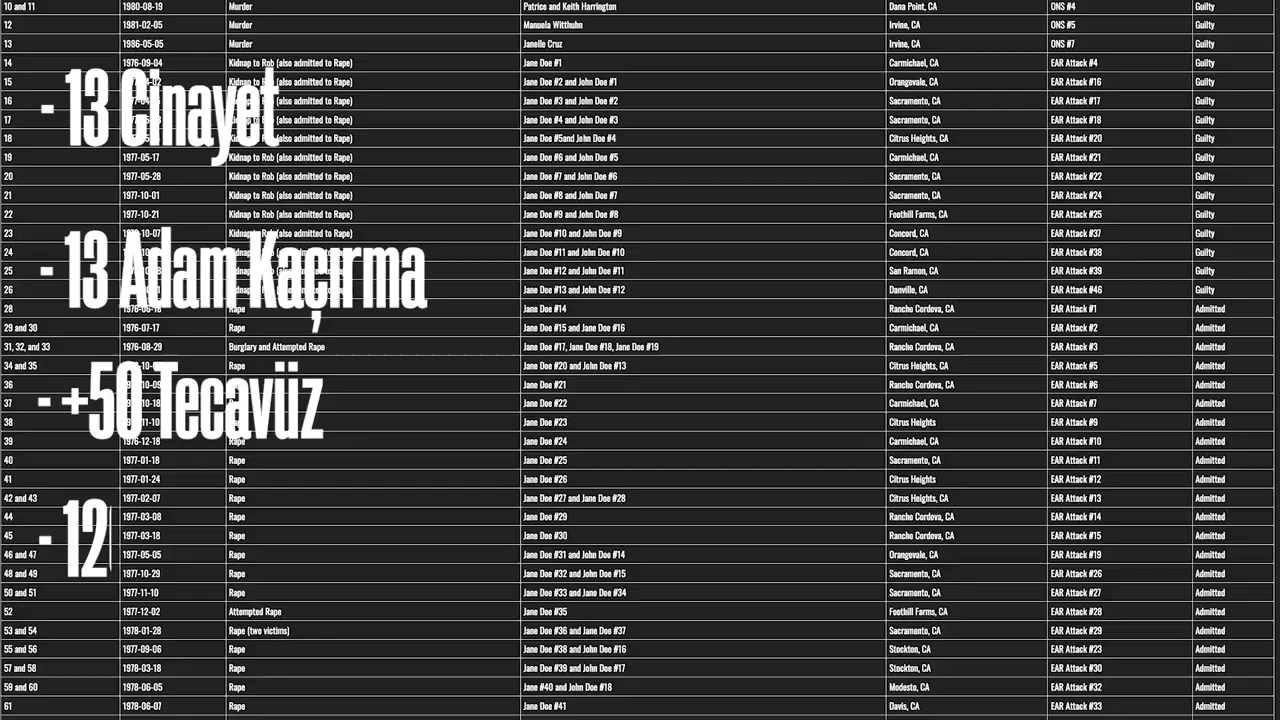 10 and 11 1980-08-19 Murder Patrice and Keith Harrington Dana Point, CA ONS #4 Guilty
12 1981-02-05 Murder Manuela Witthuhn Irvine, CA ONS #5 Guilty
13 1986-05-05 Murder Janelle Cruz Irvine, CA ONS #7 Guilty
14 1976-09-04 Kidnap to Rob (also admitted to Rape) Jane Doe #1 Carmichael, CA EAR Attack #4 Guilty
15 Jane Doe #2 and John Doe #1 Orangevale, CA EAR Attack #16 Guilty
- 13 Cinayet
16 Jane Doe #3 and John Doe #2 Sacramento, CA EAR Attack #17 Guilty
17 Kidnap to Rob (also admitted to Rape) Jane Doe #4 and John Doe #3 Sacramento, CA EAR Attack #18 Guilty
18 Kidnap to Rob (also admitted to Rape) Jane Doe #5and John Doe #4 Citrus Heights, CA EAR Attack #20 Guilty
19 1977-05-17 Kidnap to Rob (also admitted to Rape) Jane Doe #6 and John Doe #5 Carmichael, CA EAR Attack #21 Guilty
20 1977-05-28 Kidnap to Rob (also admitted to Rape) Jane Doe #7 and John Doe #6 Sacramento, CA EAR Attack #22 Guilty
21 1977-10-01 Kidnap to Rob (also admitted to Rape) Jane Doe #8 and John Doe #7 Sacramento, CA EAR Attack #24 Guilty
22 1977-10-21 Kidnap to Rob (also admitted to Rape) Jane Doe #9 and John Doe #8 Foothill Farms, CA EAR Attack #25 Guilty
23 Jane Doe #10 and John Doe #9 Concord, CA EAR Attack #37 Guilty
24 Jane Doe #11 and John Doe #10 Concord, CA EAR Attack #38 Guilty
- 13 Adam Kaçırma
25 Jane Doe #12 and John Doe #11 San Ramon, CA EAR Attack #39 Guilty
26 Jane Doe #13 and John Doe #12 Danville, CA EAR Attack #46 Guilty
28 1976-06-18 Rape Jane Doe #14 Rancho Cordova, CA EAR Attack #1 Admitted
29 and 30 1976-07-17 Rape Jane Doe #15 and Jane Doe #16 Carmichael, CA EAR Attack #2 Admitted
31, 32, and 33 1976-08-29 Burglary and Attempted Rape Jane Doe #17, Jane Doe #18, Jane Doe #19 Rancho Cordova, CA EAR Attack #3 Admitted
34 and 35 Rape Jane Doe #20 and John Doe #13 Citrus Heights, CA EAR Attack #5 Admitted
36 Jane Doe #21 Rancho Cordova, CA EAR Attack #6 Admitted
- +50 Tecavüz
37 Jane Doe #22 Carmichael, CA EAR Attack #7 Admitted
38 Jane Doe #23 Citrus Heights EAR Attack #9 Admitted
39 1976-12-18 Rape Jane Doe #24 Carmichael, CA EAR Attack #10 Admitted
40 1977-01-18 Rape Jane Doe #25 Sacramento, CA EAR Attack #11 Admitted
41 1977-01-24 Rape Jane Doe #26 Citrus Heights EAR Attack #12 Admitted
42 and 43 1977-02-07 Rape Jane Doe #27 and Jane Doe #28 Citrus Heights, CA EAR Attack #13 Admitted
44 1977-03-08 Rape Jane Doe #29 Rancho Cordova, CA EAR Attack #14 Admitted
- 12
45 1977-03-18 Rape Jane Doe #30 Rancho Cordova, CA EAR Attack #15 Admitted
46 and 47 1977-05-05 Rape Jane Doe #31 and John Doe #14 Orangevale, CA EAR Attack #19 Admitted
48 and 49 1977-10-29 Rape Jane Doe #32 and John Doe #15 Sacramento, CA EAR Attack #26 Admitted
50 and 51 1977-11-10 Rape Jane Doe #33 and Jane Doe #34 Sacramento, CA EAR Attack #27 Admitted
52 1977-12-02 Attempted Rape Jane Doe #35 Foothill Farms, CA EAR Attack #28 Admitted
53 and 54 1978-01-28 Rape (two victims) Jane Doe #36 and Jane Doe #37 Sacramento, CA EAR Attack #29 Admitted
55 and 56 1977-09-06 Rape Jane Doe #38 and John Doe #16 Stockton, CA EAR Attack #23 Admitted
57 and 58 1978-03-18 Rape Jane Doe #39 and John Doe #17 Stockton, CA EAR Attack #30 Admitted
59 and 60 1978-06-05 Rape Jane #40 and John Doe #18 Modesto, CA EAR Attack #32 Admitted
61 1978-06-07 Rape Jane Doe #41 Davis, CA EAR Attack #33 Admitted